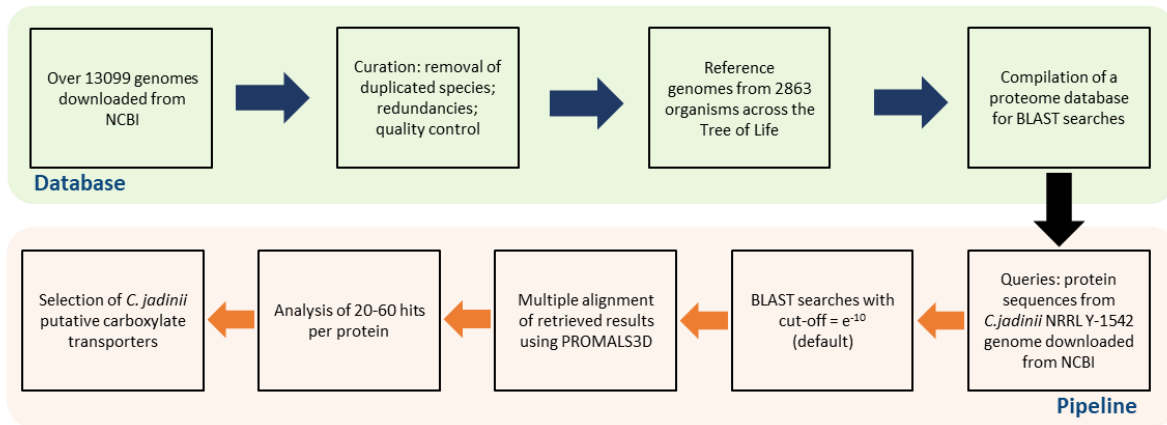 Over 13099 genomes
downloaded from
NCBI
Curation: removal of
duplicated species;
redundancies;
quality control
Reference
genomes from 2863
organisms across the
Tree of Life
Compilation of a
proteome database
for BLAST searches
Database
Selection of C. jadinii
putative carboxylate
transporters
Analysis of 20-60 hits
per protein
Multiple alignment
of retrieved results
using PROMALS3D
BLAST searches with
cut-off = e-10
(default)
Queries: protein
sequences from
C.jadinii NRRL Y-1542
genome downloaded
from NCBI
Pipeline